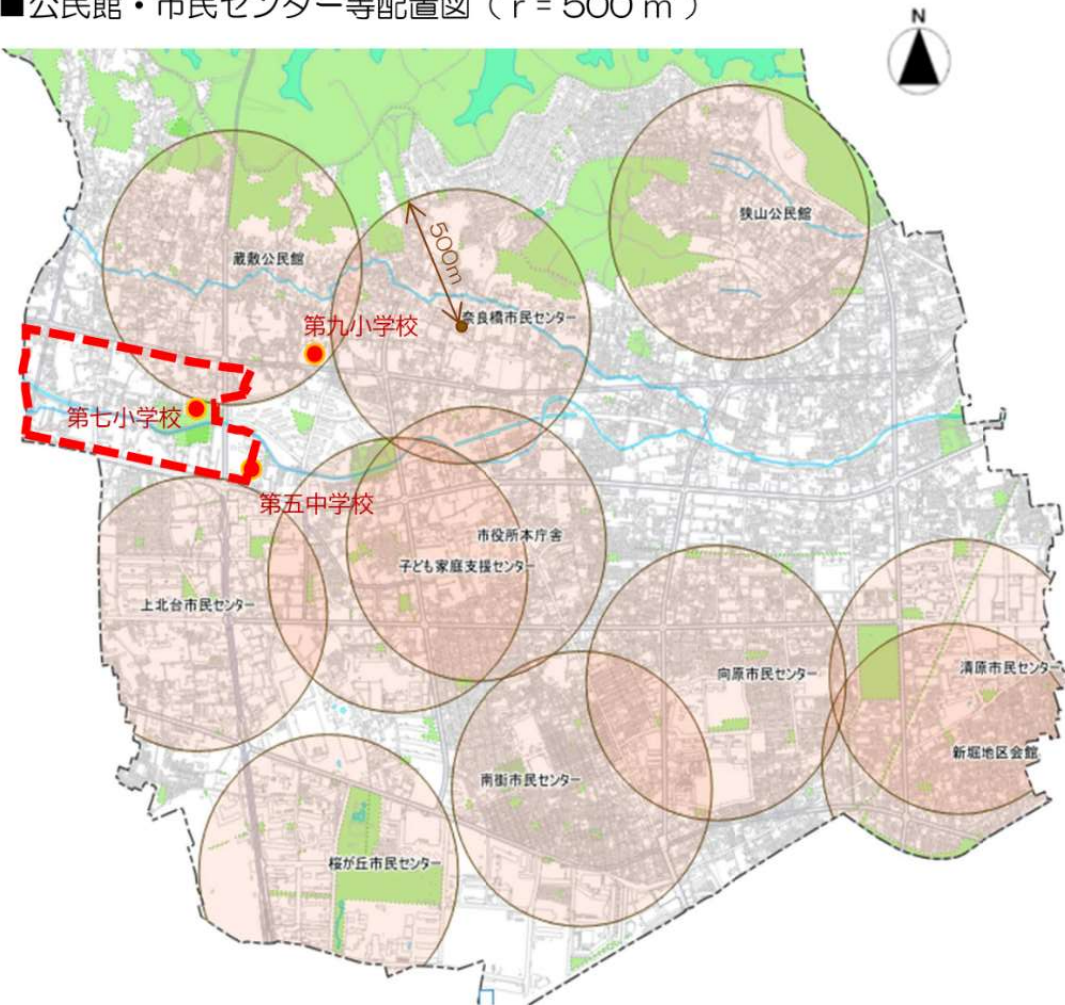 ■公民館・市民センター等配置図（ｒ＝500ｍ）
N
狭山公民館
500m
蔵敷公民館
奈良橋市民センター
第九小学校
第七小学校
第五中学校
市役所本庁舎
子ども家庭支援センター
上北台市民センター
向原市民センター
清原市民センター
新堀地区会館
南街市民センター
桜が丘市民センター